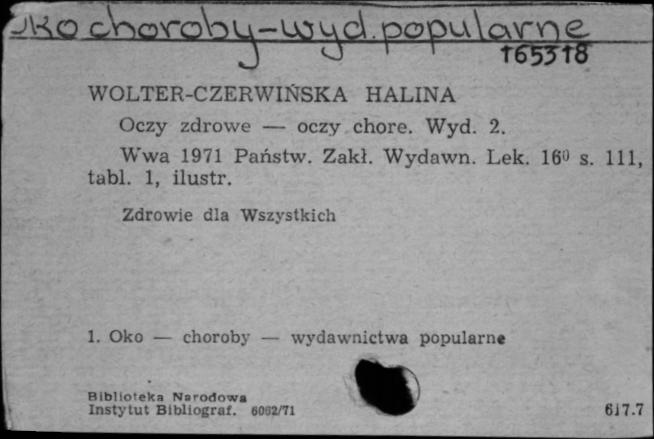 Oko choroby-wyd. popularne
165318
WOLTER-CZERWIŃSKA HALINA
Oczy zdrowe — oczy chore. Wyd. 2.
Wwa 1971 Państw. Zakł. Wydawn. Lek. 16⁰ s. 111,
tabl. 1, ilustr.
Zdrowie dla Wszystkich
1. Oko — choroby — wydawnictwa popularne
Biblioteka Narodowa
Instytut Bibliograf. 6062/71
617.7